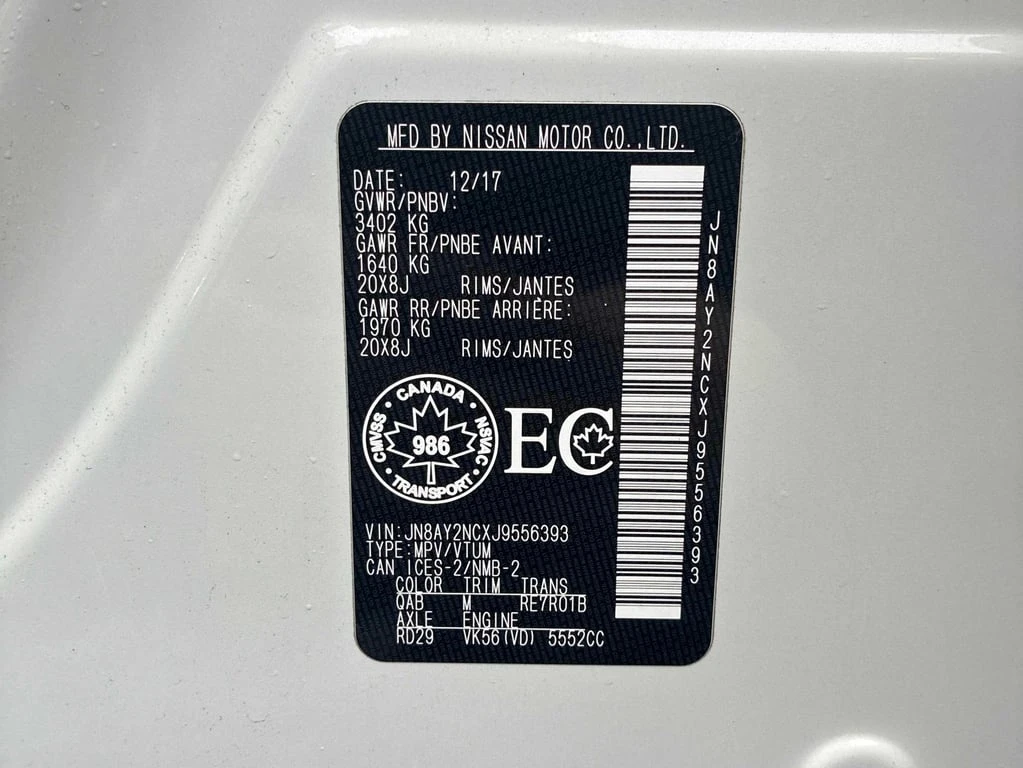 MFD BY NISSAN MOTOR CO.,LTD.
DATE: 12/17
GVWR/PNBV:
3402 KG
GAWR FR/PNBE AVANT:
1640 KG
20X8J RIMS/JANTES
GAWR RR/PNBE ARRIÈRE:
1970 KG
20X8J RIMS/JANTES
CANADA
CMVSS
NSVAC
986
TRANSPORT
EC
VIN:JN8AY2NCXJ9556393
TYPE:MPV/VTUM
CAN ICES-2/NMB-2
COLOR TRIM TRANS
QAB M RE7R01B
AXLE ENGINE
RD29 VK56(VD) 5552CC
JN8AY2NCXJ9556393